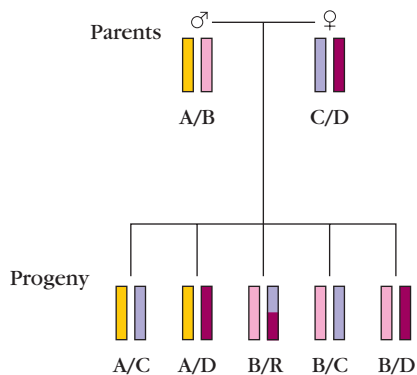 ♂ ♀
Parents
A/B C/D
Progeny
A/C A/D B/R B/C B/D